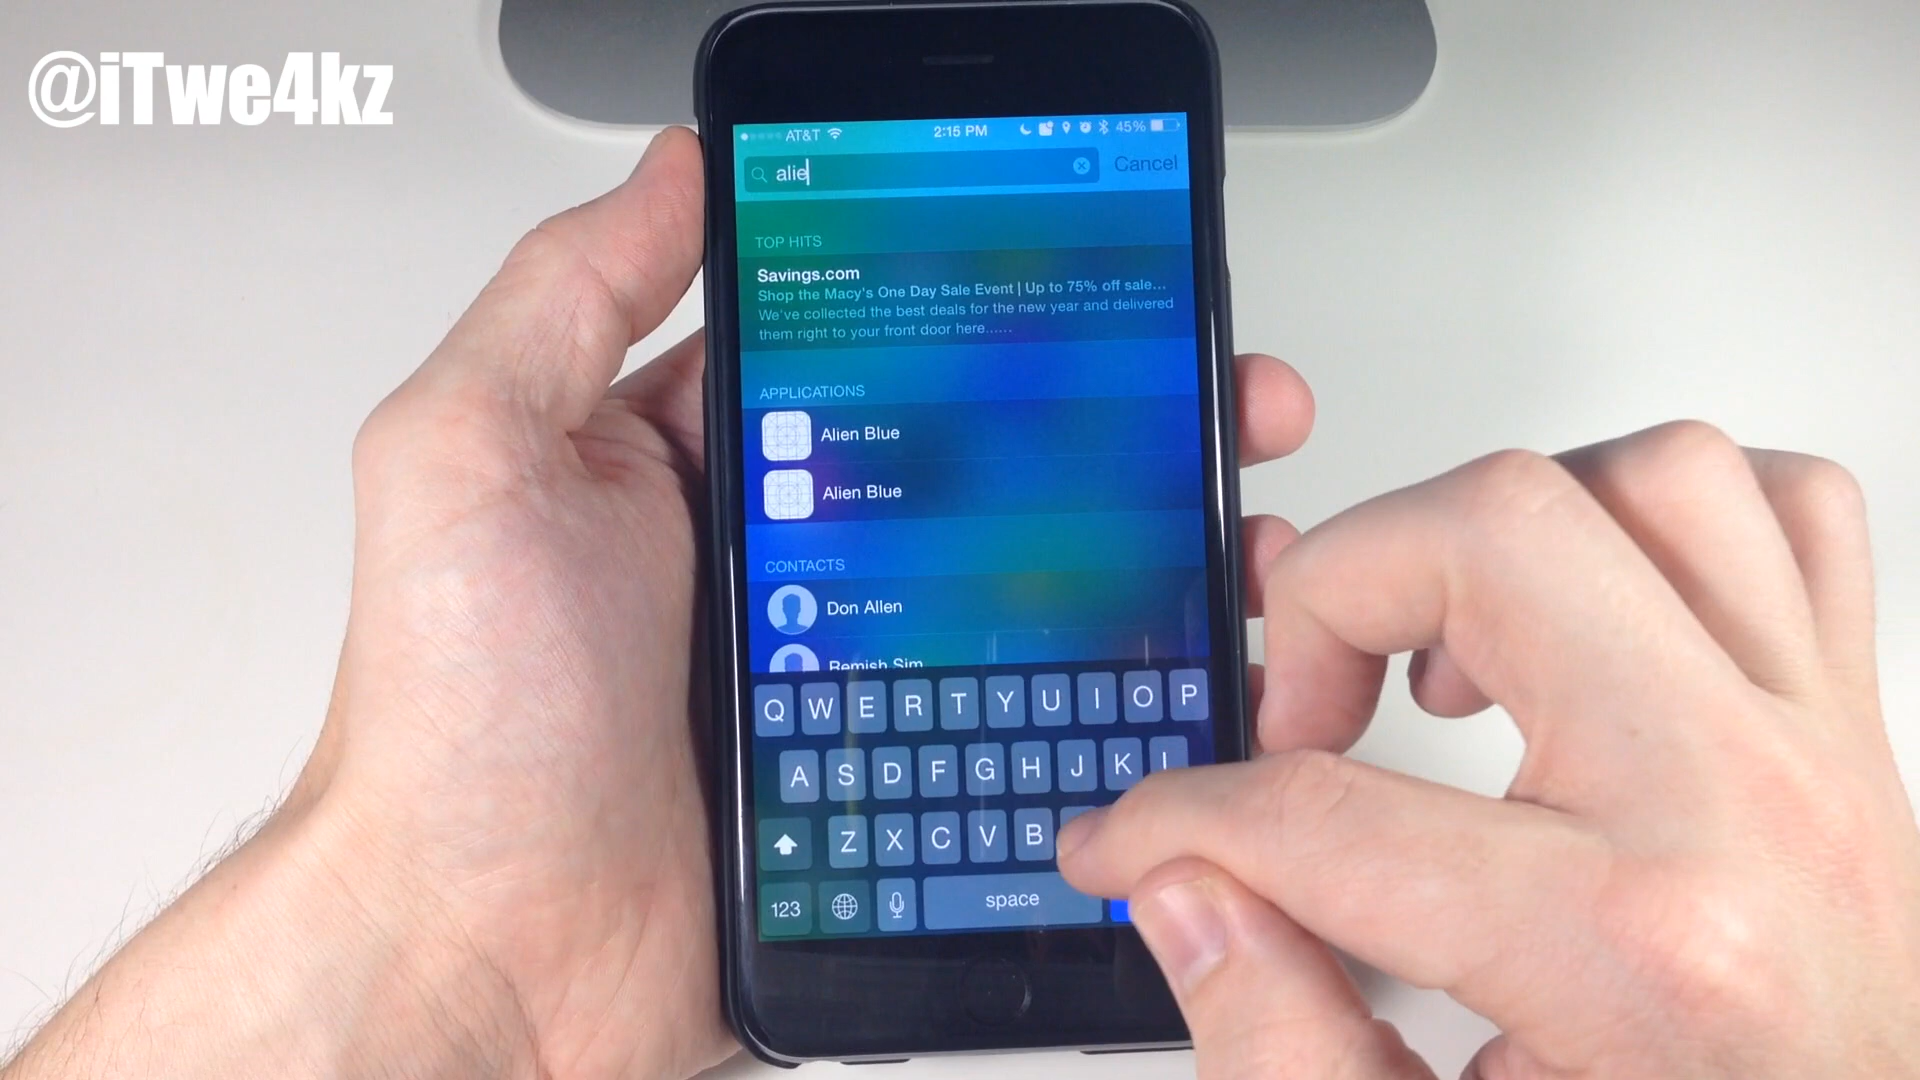 @iTwe4kz
AT&T 2:15 PM 45%
alie Cancel
TOP HITS
Savings.com
Shop the Macy's One Day Sale Event | Up to 75% off sale...
We've collected the best deals for the new year and delivered
them right to your front door here......
APPLICATIONS
Alien Blue
Alien Blue
CONTACTS
Don Allen
Remish Sim
Q W E R T Y U I O P
A S D F G H J K L
Z X C V B
123 space